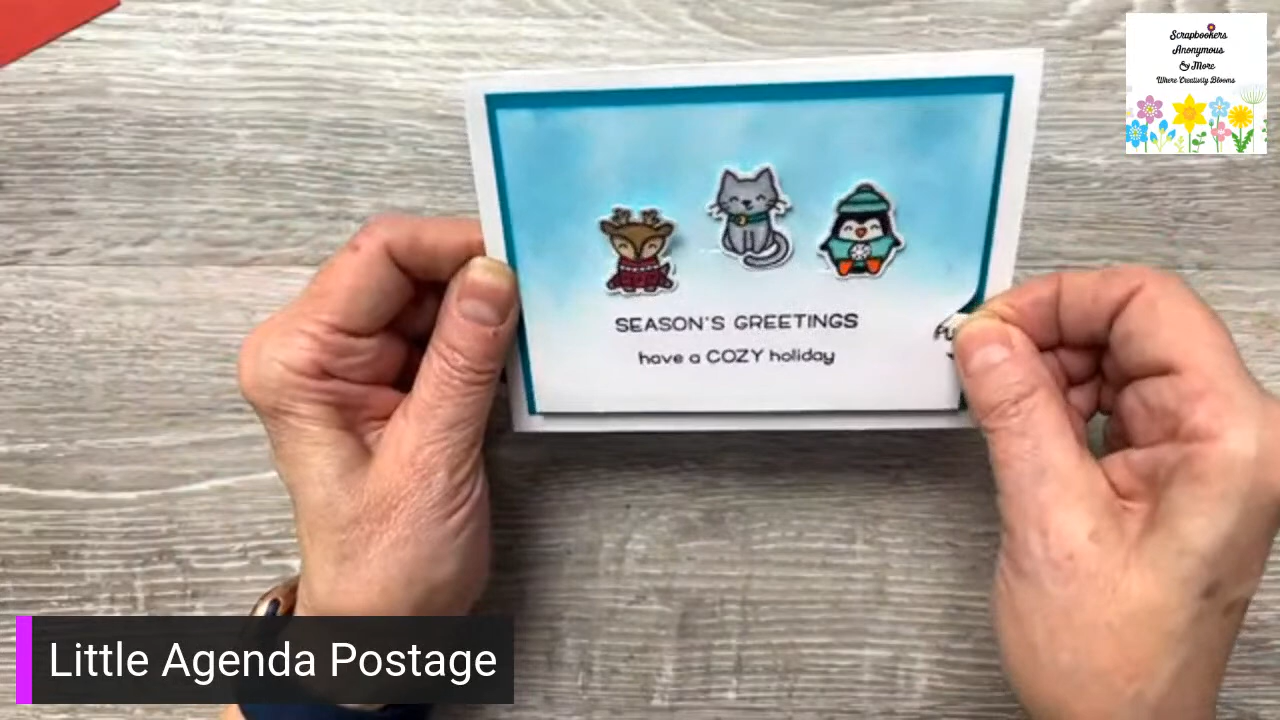 Scrapbookers
Anonymous
& More
Where Creativity Blooms
SEASON'S GREETINGS
have a COZY holiday
Little Agenda Postage